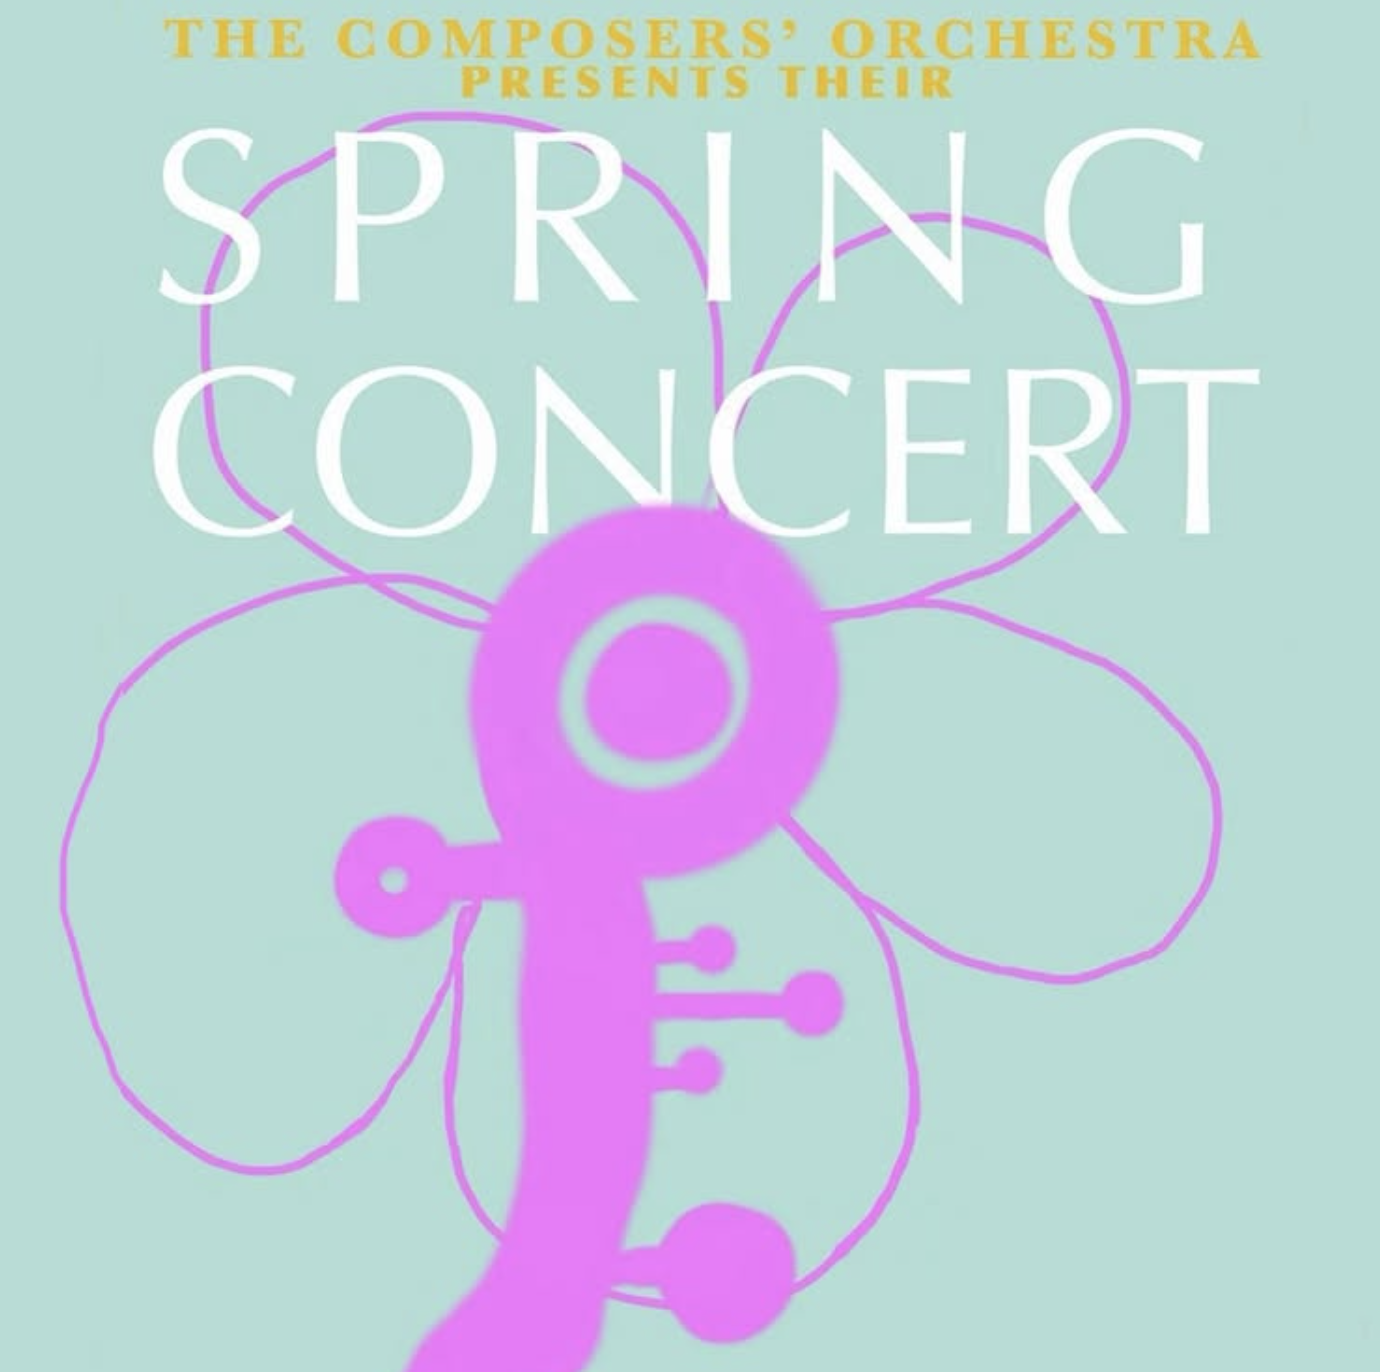 THE COMPOSERS’ ORCHESTRA
PRESENTS THEIR
SPRING
CONCERT